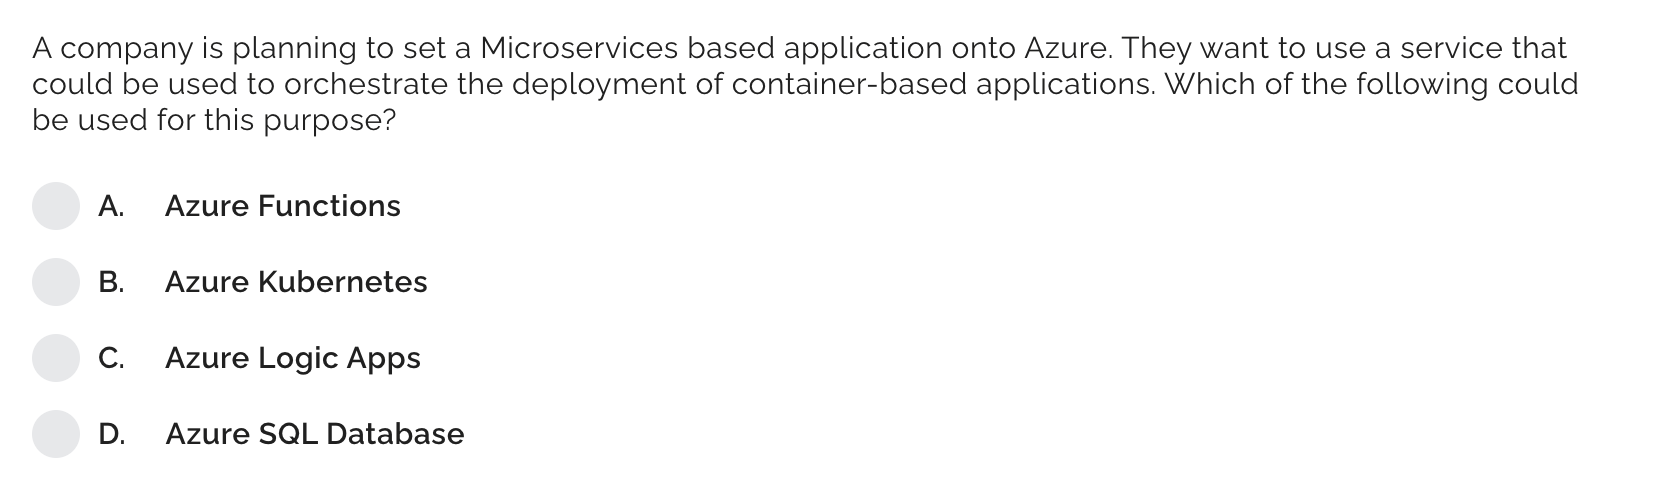 A company is planning to set a Microservices based application onto Azure. They want to use a service that
could be used to orchestrate the deployment of container-based applications. Which of the following could
be used for this purpose?
A. Azure Functions
B. Azure Kubernetes
C. Azure Logic Apps
D. Azure SQL Database